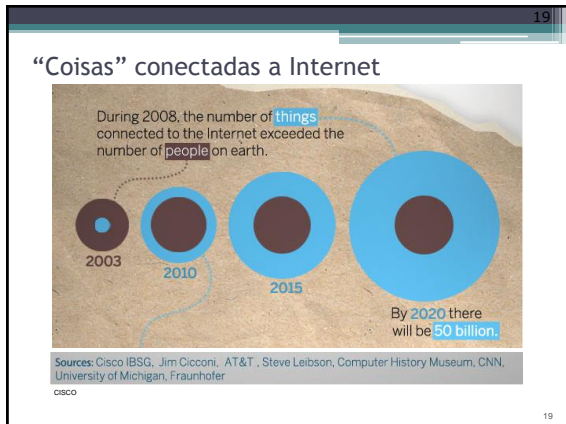 19
“Coisas” conectadas a Internet
During 2008, the number of things
connected to the Internet exceeded the
number of people on earth.
2003
2010
2015
By 2020 there
will be 50 billion.
Sources: Cisco IBSG, Jim Cicconi, AT&T , Steve Leibson, Computer History Museum, CNN,
University of Michigan, Fraunhofer
CISCO
19